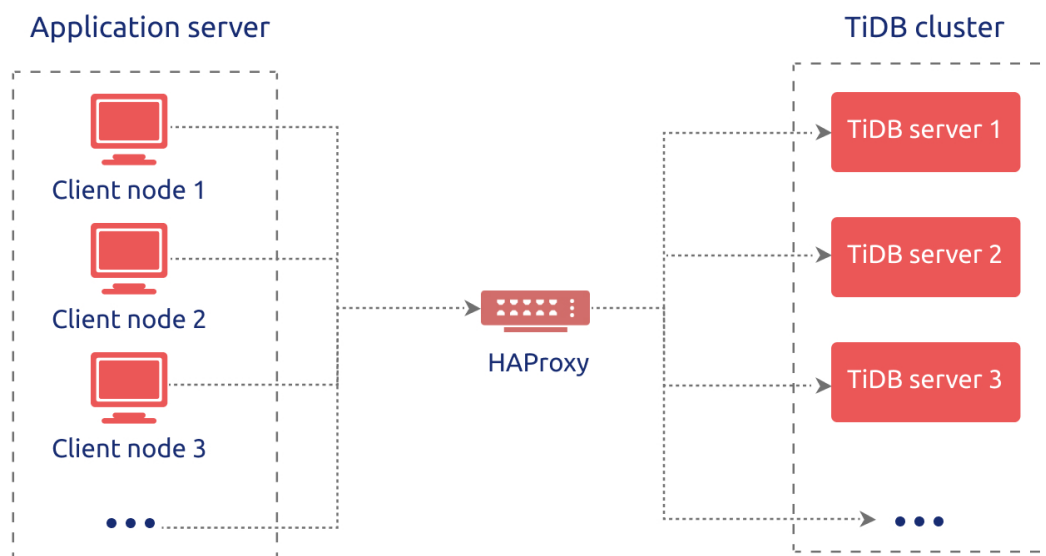 Application server
Client node 1
Client node 2
Client node 3
•••
HAProxy
TiDB cluster
TiDB server 1
TiDB server 2
TiDB server 3
•••